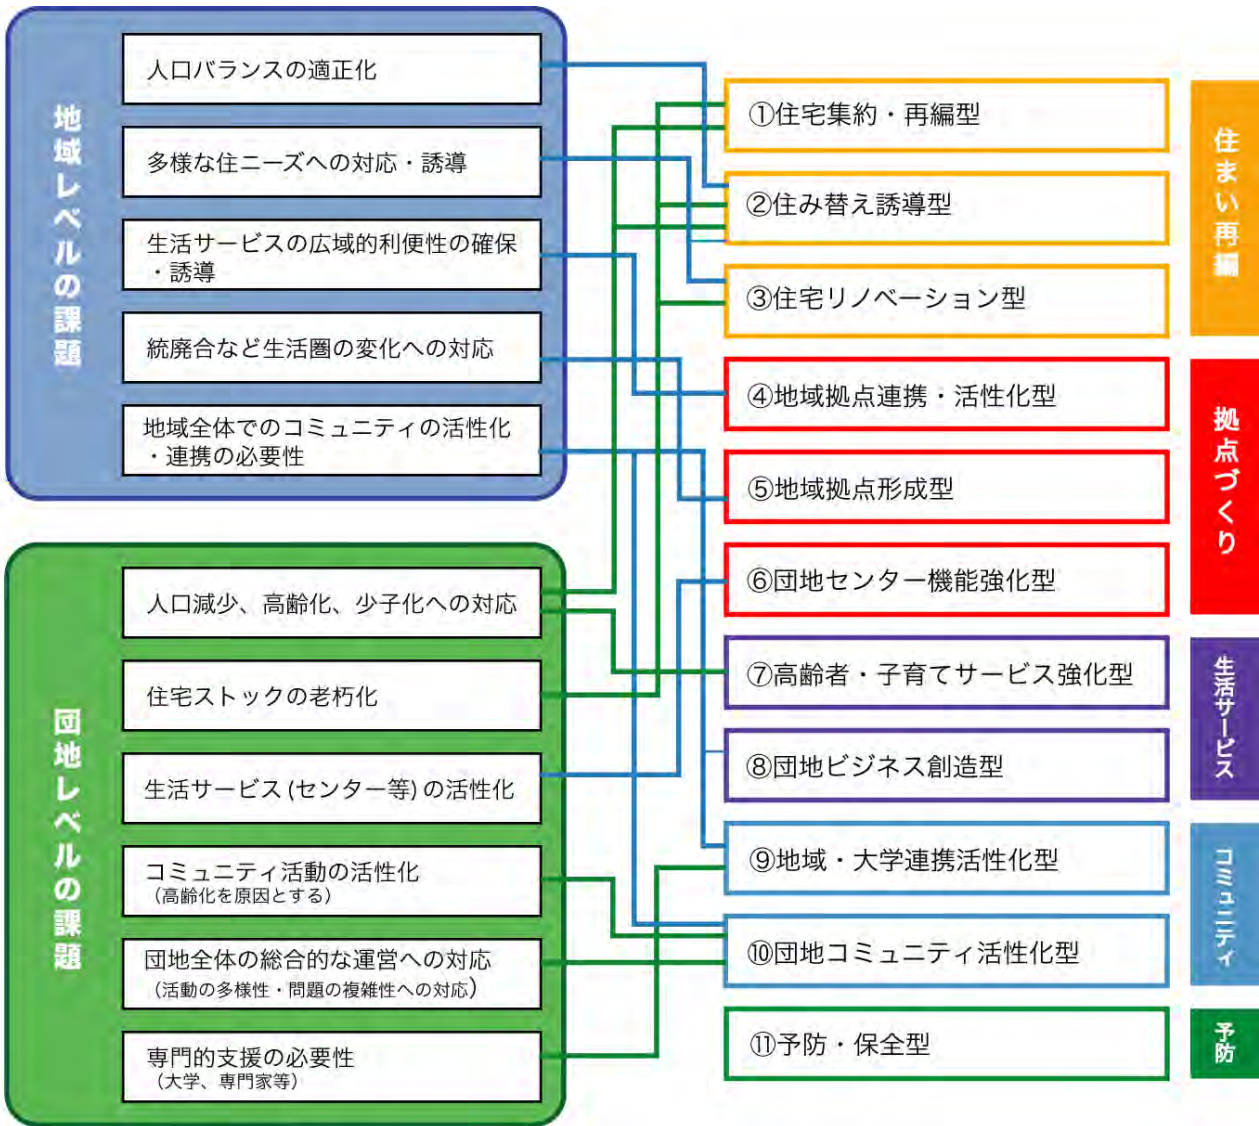 地域レベルの課題
人口バランスの適正化
多様な住ニーズへの対応・誘導
生活サービスの広域的利便性の確保
・誘導
統廃合など生活圏の変化への対応
地域全体でのコミュニティの活性化
・連携の必要性
団地レベルの課題
人口減少、高齢化、少子化への対応
住宅ストックの老朽化
生活サービス(センター等)の活性化
コミュニティ活動の活性化
（高齢化を原因とする）
団地全体の総合的な運営への対応
（活動の多様性・問題の複雑性への対応）
専門的支援の必要性
（大学、専門家等）
①住宅集約・再編型
②住み替え誘導型
③住宅リノベーション型
④地域拠点連携・活性化型
⑤地域拠点形成型
⑥団地センター機能強化型
⑦高齢者・子育てサービス強化型
⑧団地ビジネス創造型
⑨地域・大学連携活性化型
⑩団地コミュニティ活性化型
⑪予防・保全型
住まい再編
拠点づくり
生活サービス
コミュニティ
予防